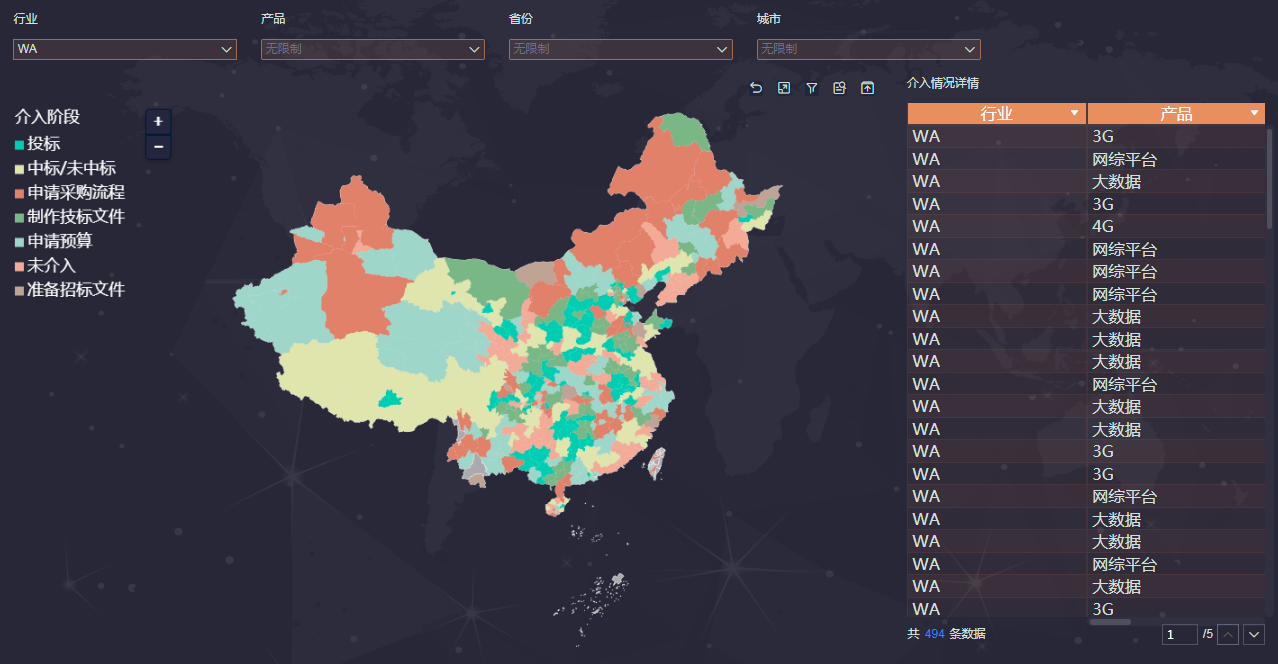 行业
产品
省份
城市
WA
无限制
无限制
无限制
介入阶段
投标
中标/未中标
申请采购流程
制作技标文件
申请预算
未介入
准备招标文件
+
−
介入情况详情
行业 产品
WA 3G
WA 网综平台
WA 大数据
WA 3G
WA 4G
WA 网综平台
WA 网综平台
WA 网综平台
WA 大数据
WA 大数据
WA 大数据
WA 网综平台
WA 大数据
WA 大数据
WA 3G
WA 3G
WA 网综平台
WA 大数据
WA 大数据
WA 网综平台
WA 大数据
WA 3G
共 494 条数据 1 /5